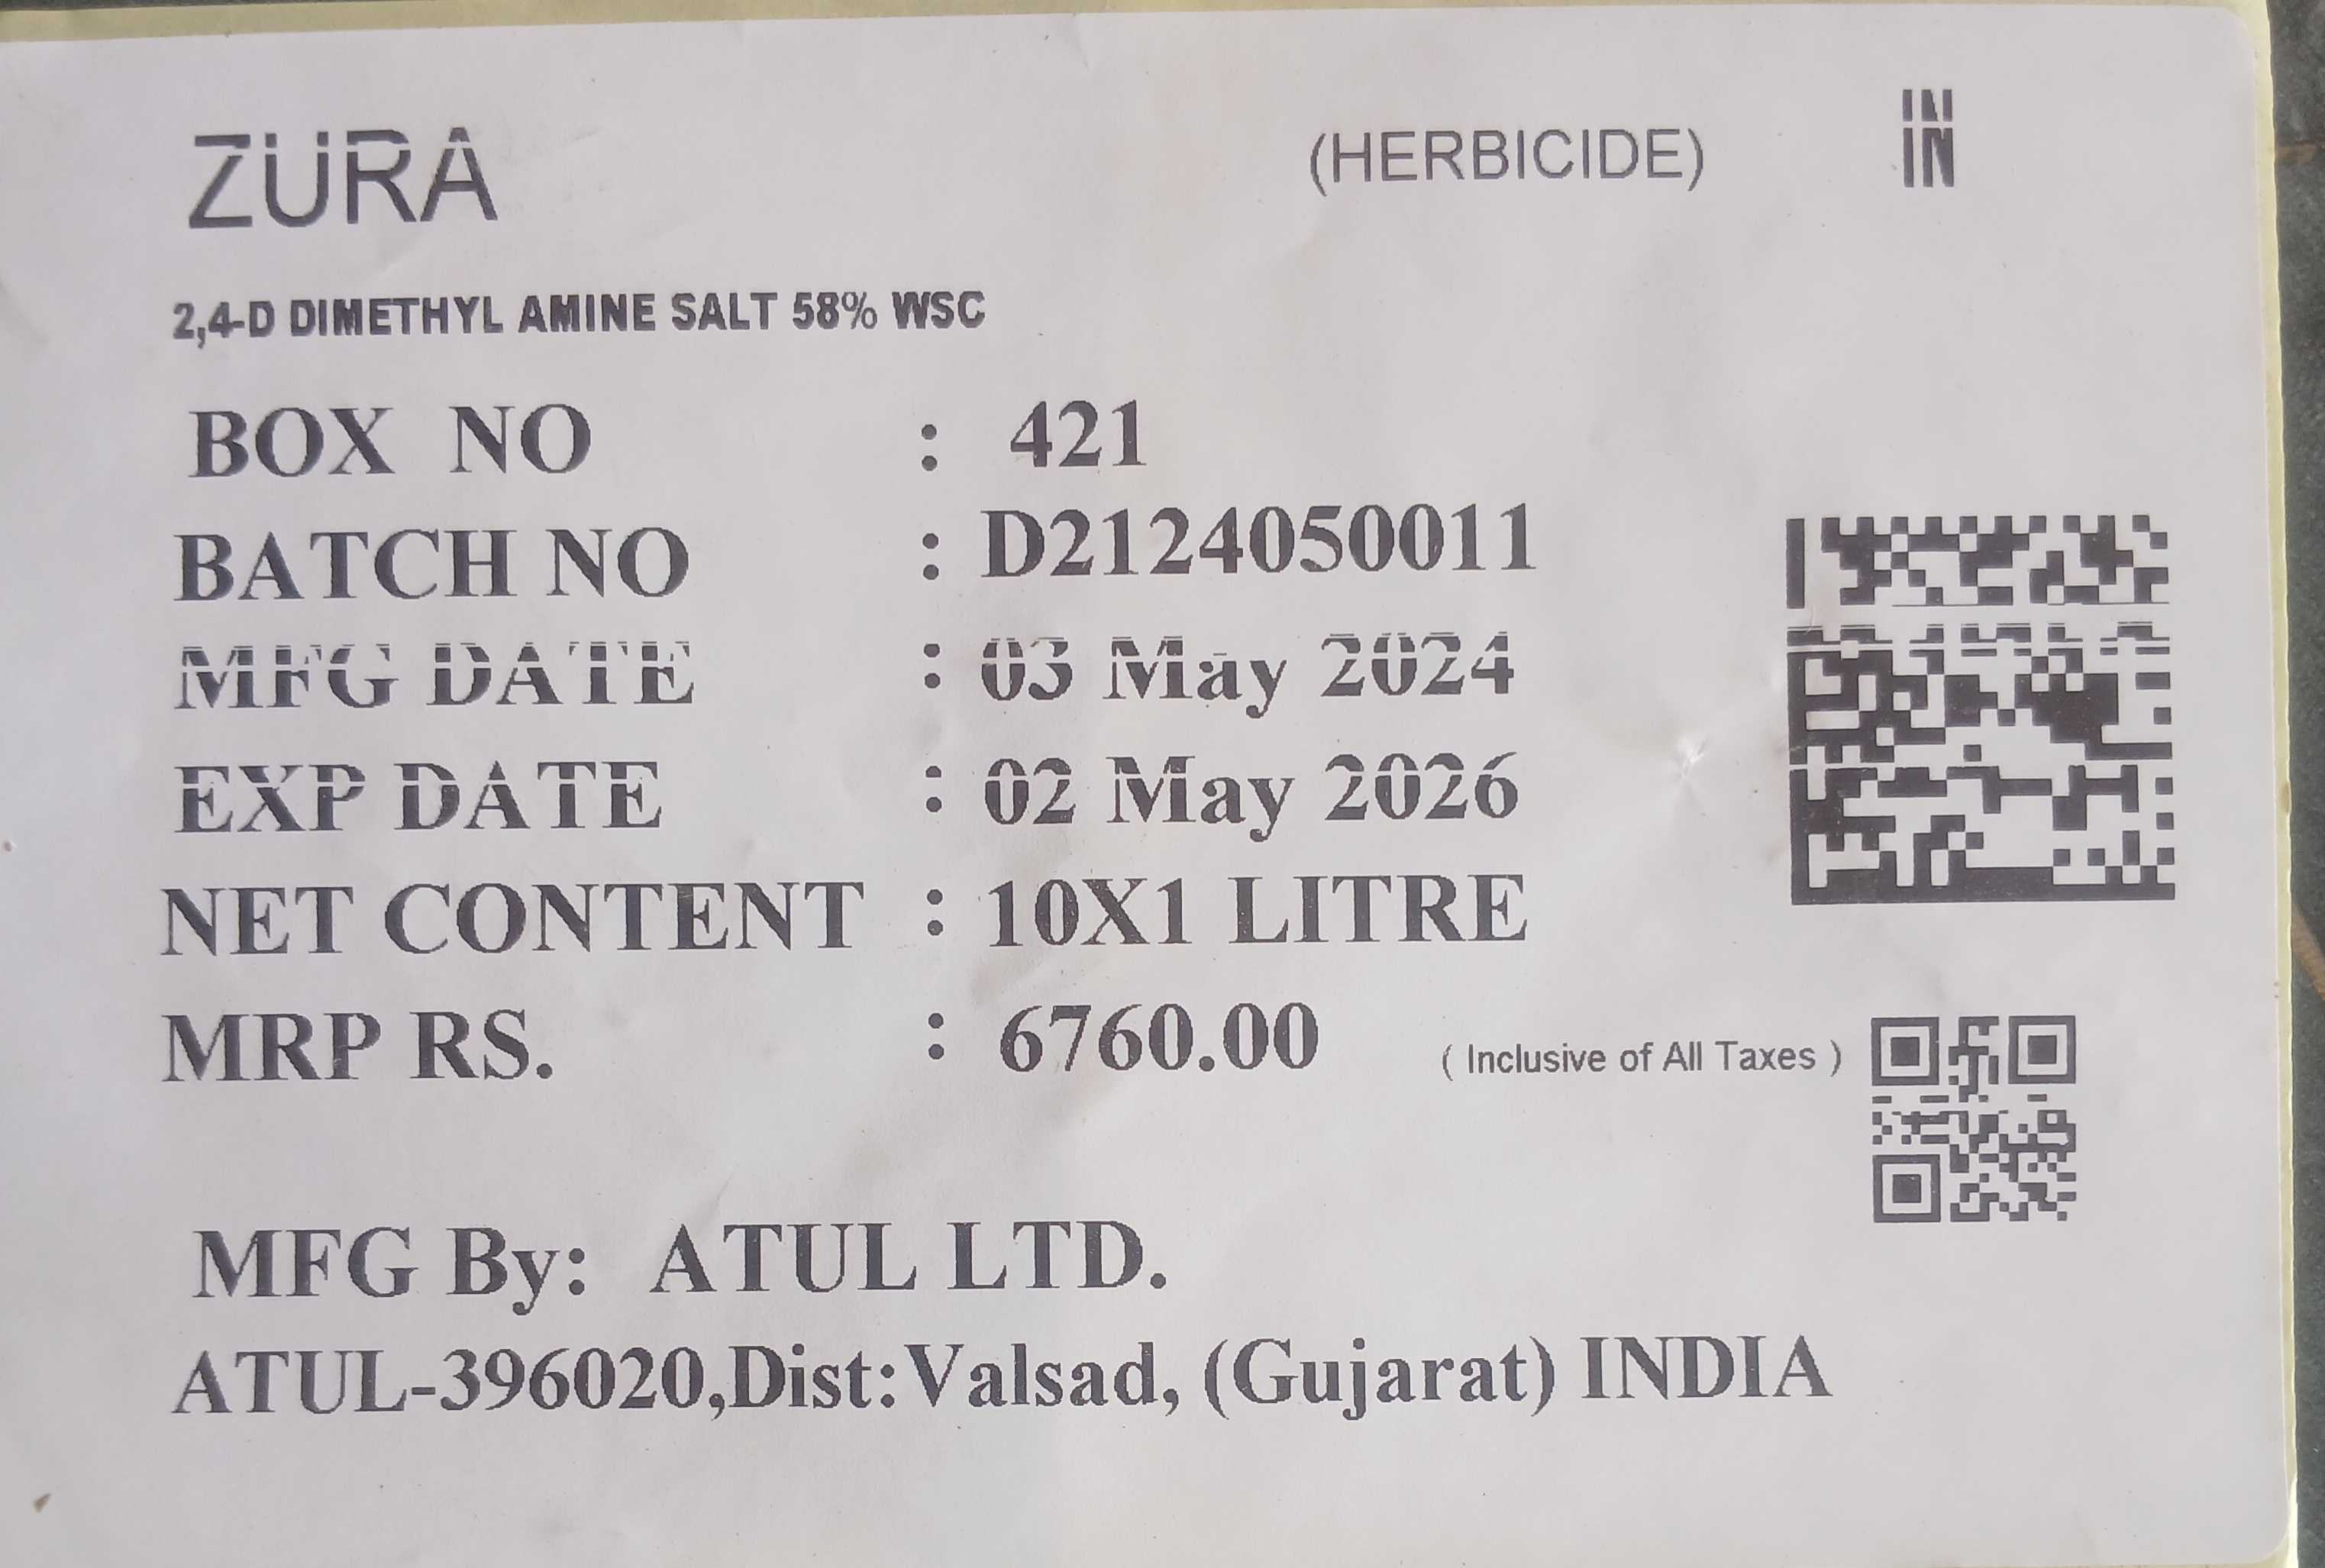 ZURA (HERBICIDE) IN
IN
2,4-D DIMETHYL AMINE SALT 58% WSC
BOX NO : 421
BATCH NO : D2124050011
MFG DATE : 03 May 2024
EXP DATE : 02 May 2026
NET CONTENT : 10X1 LITRE
MRP RS. : 6760.00 ( Inclusive of All Taxes )
MFG By: ATUL LTD.
ATUL-396020,Dist:Valsad, (Gujarat) INDIA